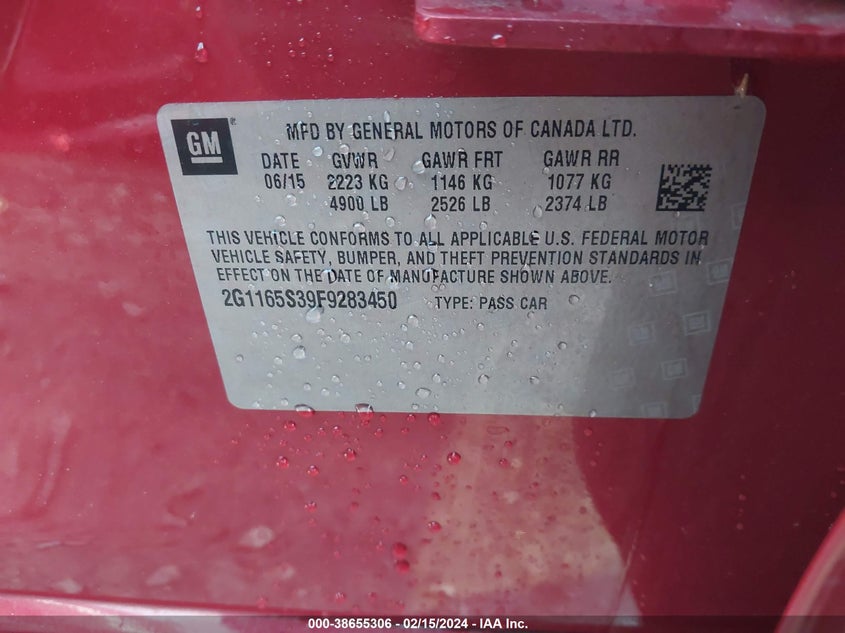 GM
MFD BY GENERAL MOTORS OF CANADA LTD.
DATE GVWR GAWR FRT GAWR RR
06/15 2223 KG 1146 KG 1077 KG
4900 LB 2526 LB 2374 LB
THIS VEHICLE CONFORMS TO ALL APPLICABLE U.S. FEDERAL MOTOR
VEHICLE SAFETY, BUMPER, AND THEFT PREVENTION STANDARDS IN
EFFECT ON THE DATE OF MANUFACTURE SHOWN ABOVE.
2G1165S39F9283450 TYPE: PASS CAR
000-38655306 - 02/15/2024 - IAA Inc.